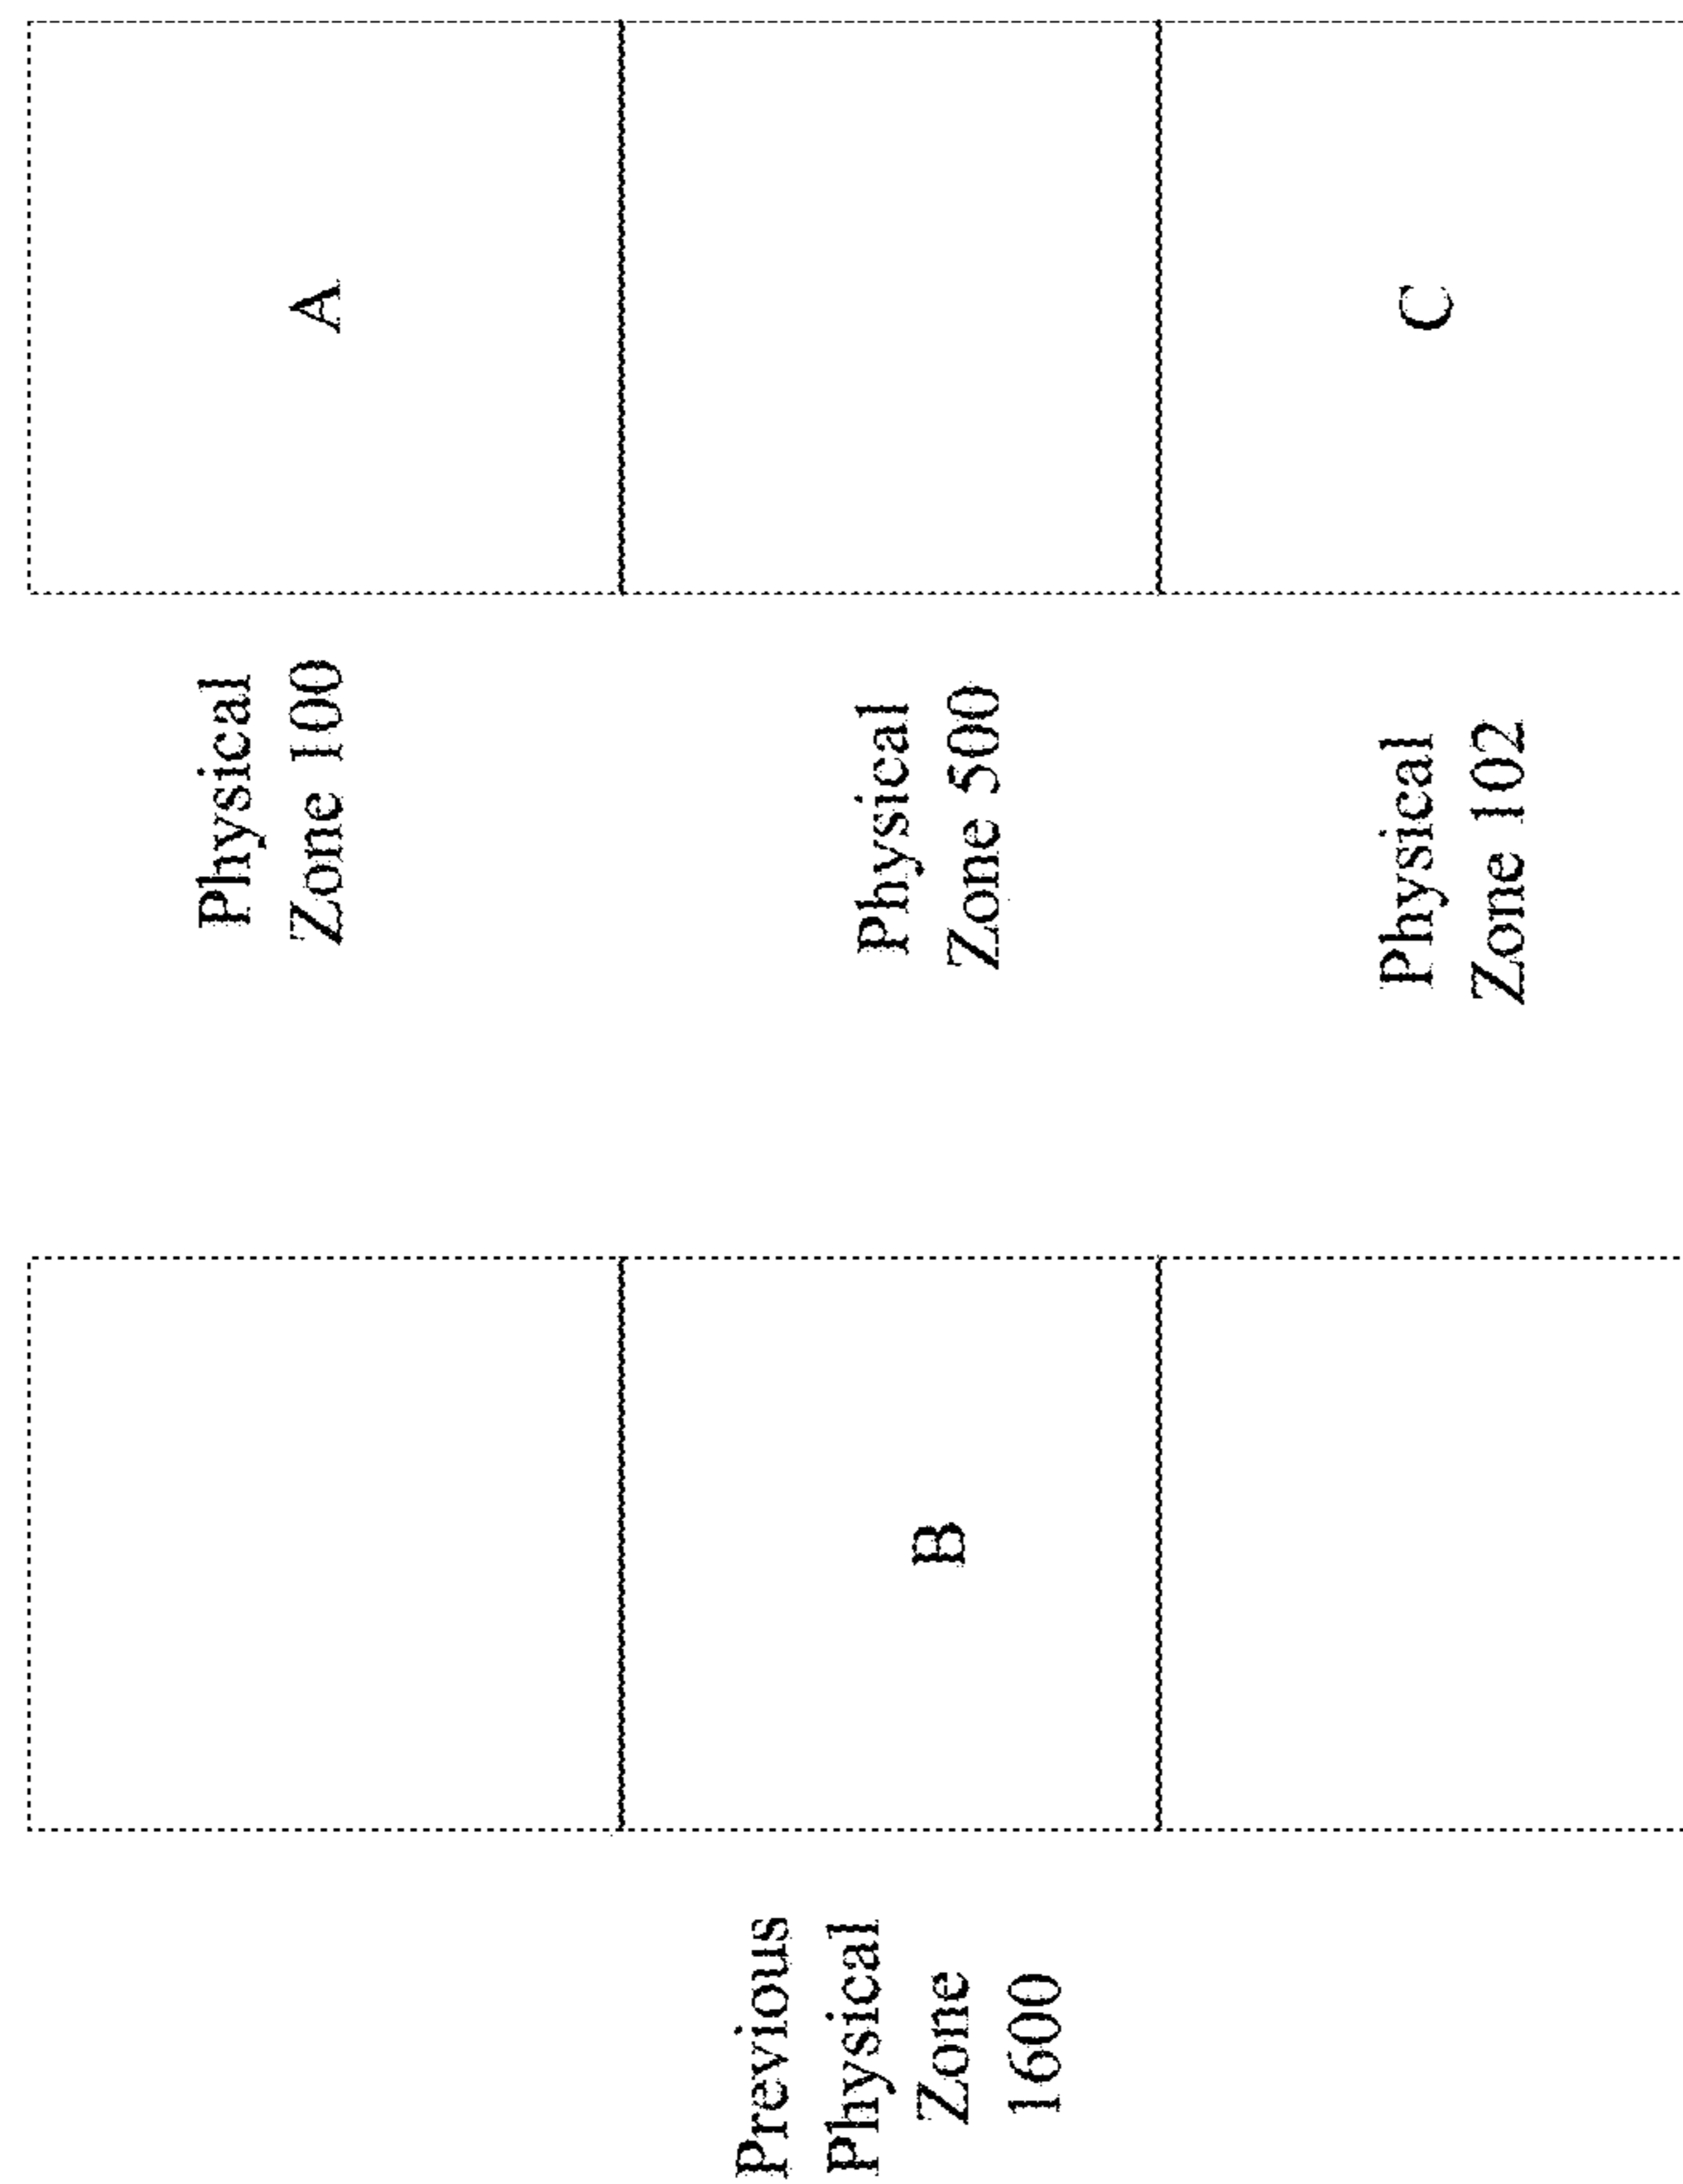 Physical
Zone 100
A
Previous
Physical
Zone
1600
B
Physical
Zone 500
Physical
Zone 102
C